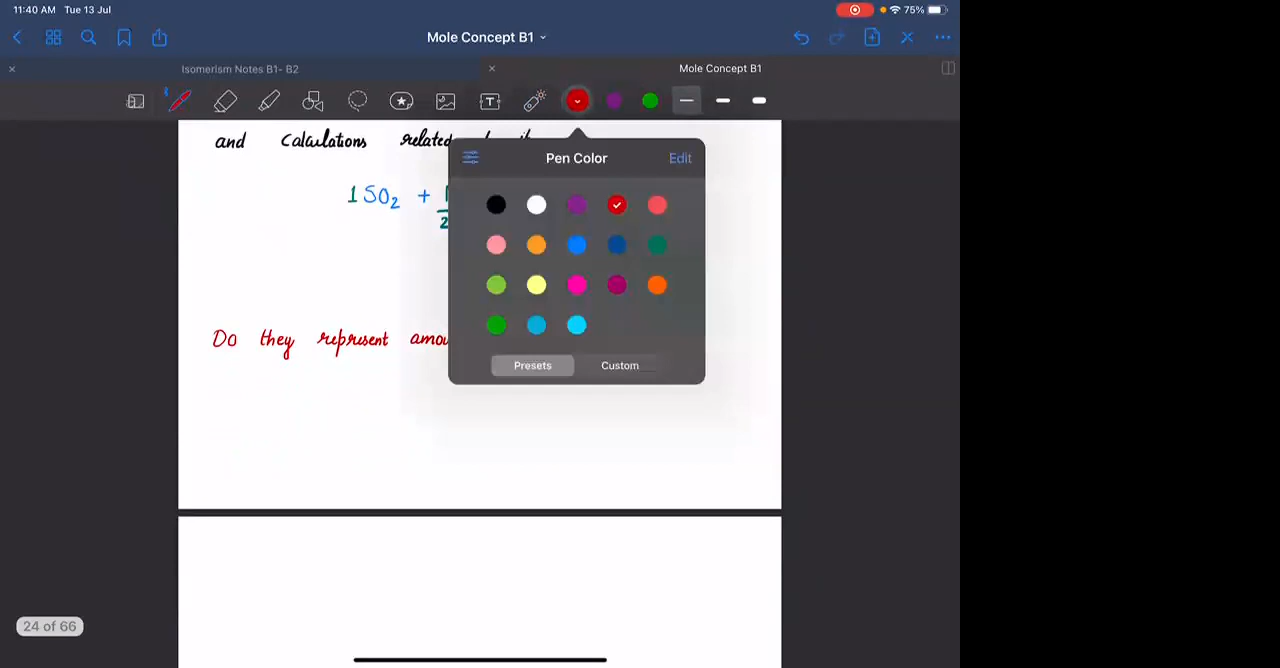 11:40 AM Tue 13 Jul
75%
Mole Concept B1
Isomerism Notes B1- B2
Mole Concept B1
and Calculations related
Pen Color
Edit
1 SO2 +
2
Do they represent
Presets
Custom
24 of 66